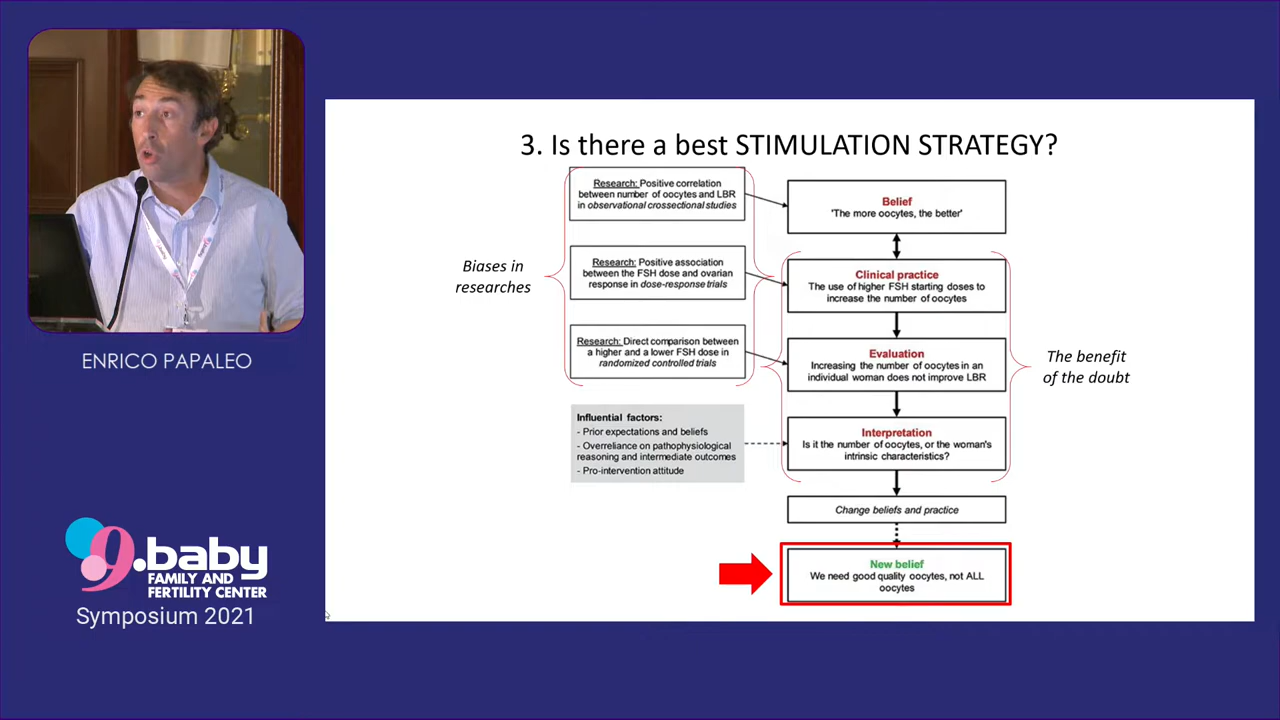 3. Is there a best STIMULATION STRATEGY?
Research: Positive correlation
between number of oocytes and LBR
in observational crossectional studies
Belief
'The more oocytes, the better'
Biases in
researches
Research: Positive association
between the FSH dose and ovarian
response in dose-response trials
Clinical practice
The use of higher FSH starting doses to
increase the number of oocytes
Research: Direct comparison between
a higher and a lower FSH dose in
randomized controlled trials
Evaluation
Increasing the number of oocytes in an
individual woman does not improve LBR
The benefit
of the doubt
Influential factors:
- Prior expectations and beliefs
- Overreliance on pathophysiological
reasoning and intermediate outcomes
- Pro-intervention attitude
Interpretation
Is it the number of oocytes, or the woman's
intrinsic characteristics?
Change beliefs and practice
New belief
We need good quality oocytes, not ALL
oocytes
ENRICO PAPALEO
9.baby
FAMILY AND
FERTILITY CENTER
Symposium 2021